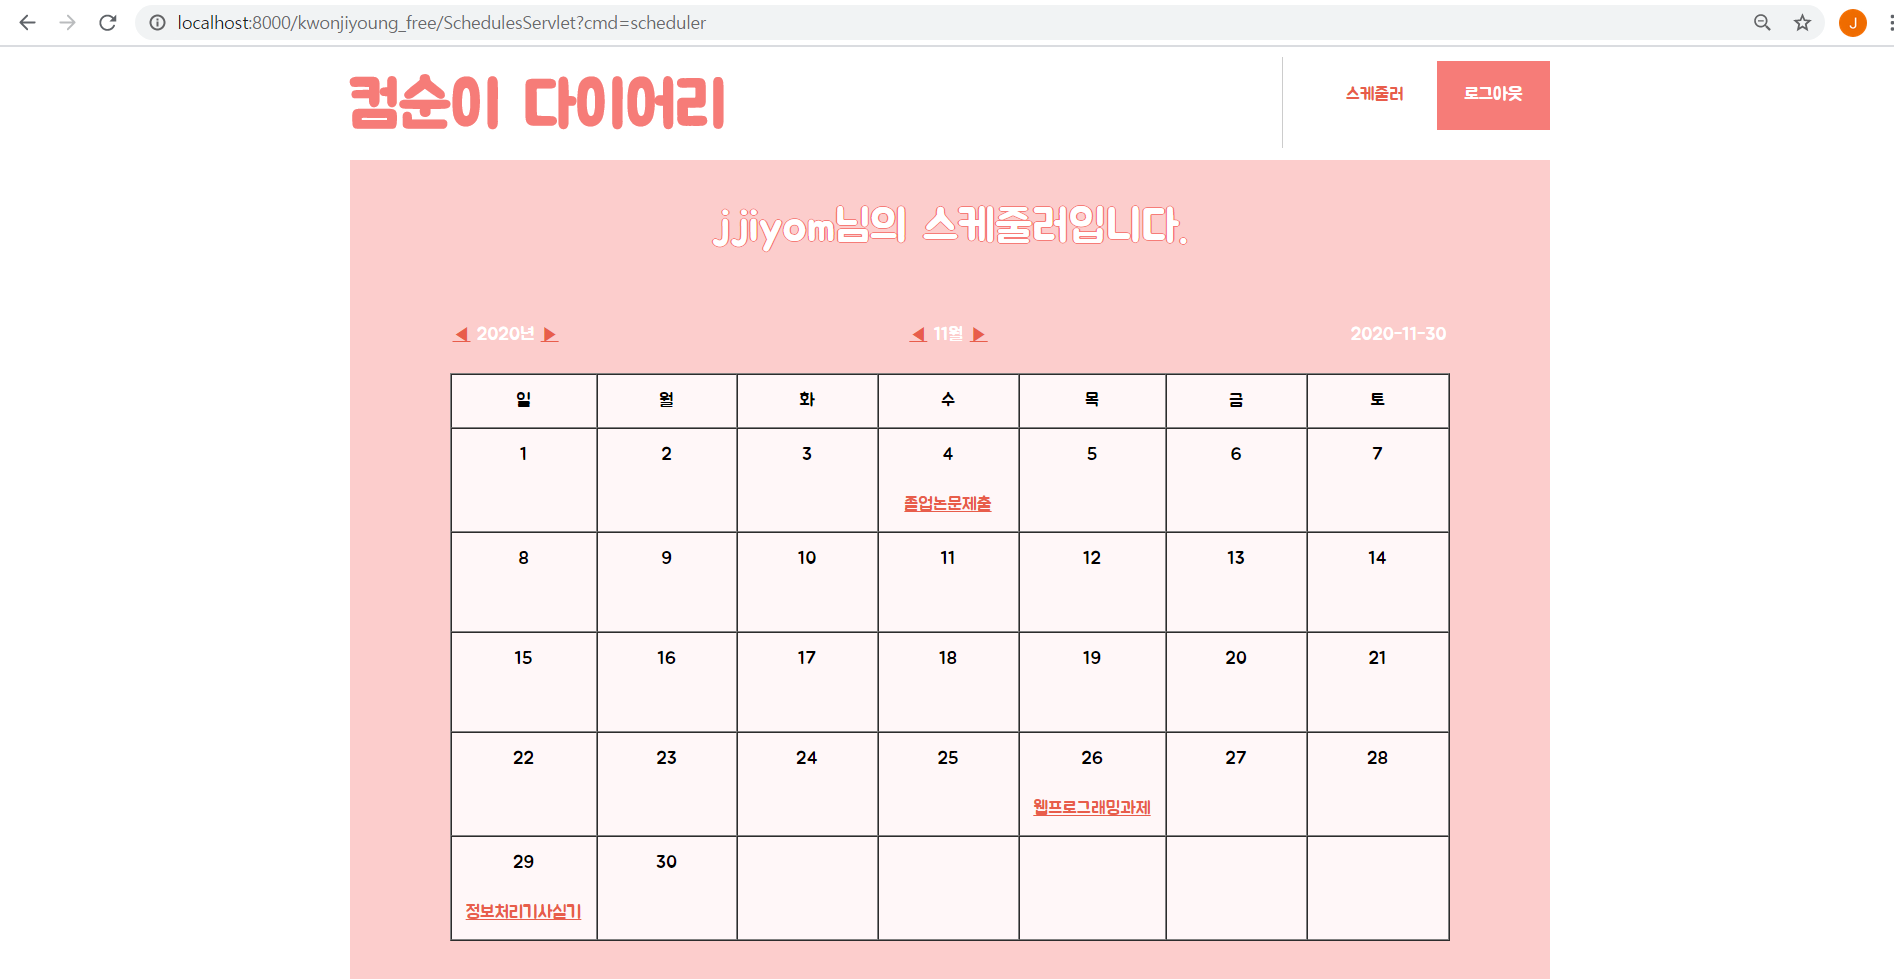 localhost:8000/kwonjiyoung_free/SchedulesServlet?cmd=scheduler
J
컴순이 다이어리
스케줄러
로그아웃
jjiyom님의 스케줄러입니다.
◀ 2020년 ▶
◀ 11월 ▶
2020-11-30
일 월 화 수 목 금 토
1 2 3 4 5 6 7
졸업논문제출
8 9 10 11 12 13 14
15 16 17 18 19 20 21
22 23 24 25 26 27 28
웹프로그래밍과제
29 30
정보처리기사실기